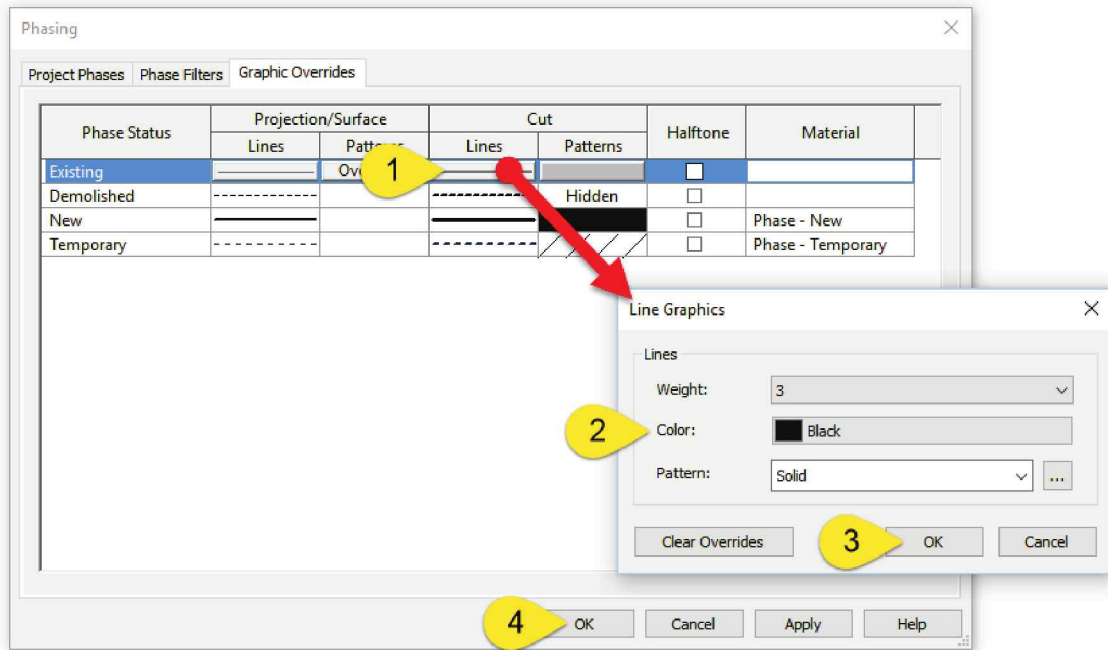 Phasing
Project Phases Phase Filters Graphic Overrides
Phase Status Projection/Surface Cut Halftone Material
Lines Lines Patterns
Existing 1
Demolished Hidden
New Phase - New
Temporary Phase - Temporary
Line Graphics
Lines
Weight: 3
2 Color: Black
Pattern: Solid ...
Clear Overrides 3 OK Cancel
4 OK Cancel Apply Help